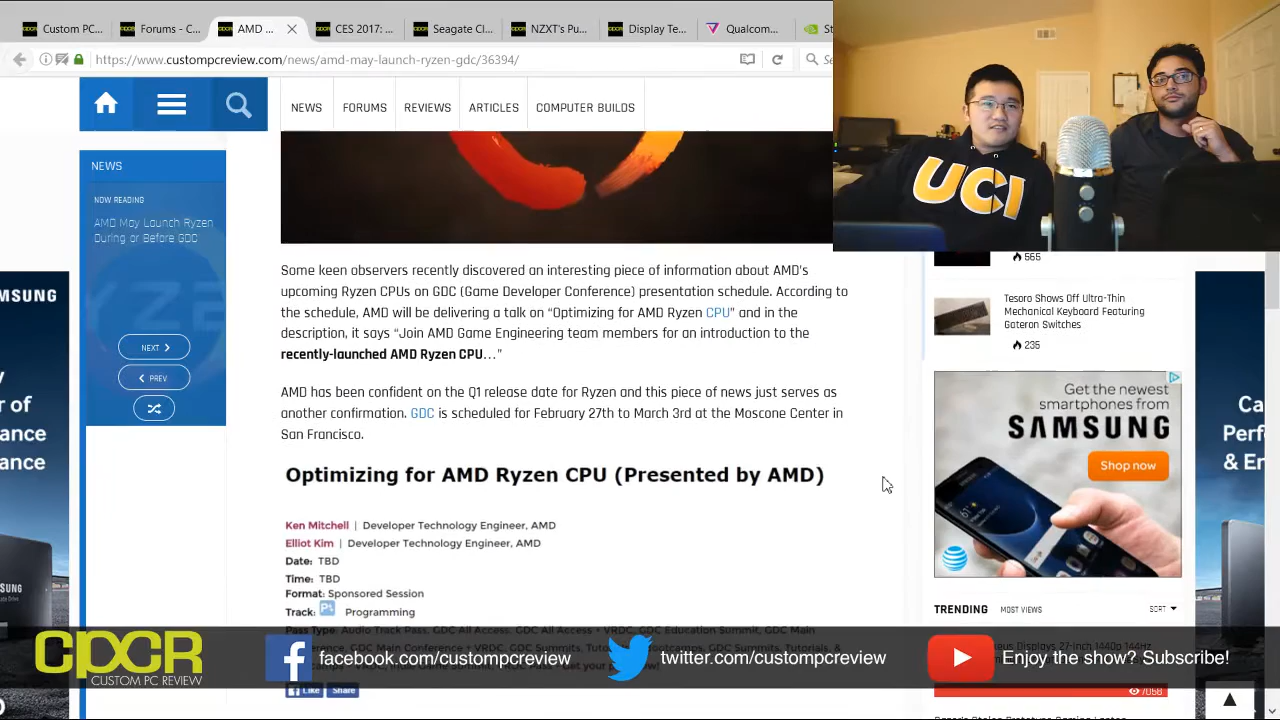 Custom PC...
Forums - C...
AMD ...
CES 2017: ...
Seagate Cl...
NZXT's Pu...
Display Te...
Qualcom...
https://www.custompcreview.com/news/amd-may-launch-ryzen-gdc/36394/
NEWS
FORUMS
REVIEWS
ARTICLES
COMPUTER BUILDS
NEWS
NOW READING
AMD May Launch Ryzen
During or Before GDC
NEXT
PREV
UCI
Some keen observers recently discovered an interesting piece of information about AMD's
upcoming Ryzen CPUs on GDC (Game Developer Conference) presentation schedule. According to
the schedule, AMD will be delivering a talk on “Optimizing for AMD Ryzen CPU” and in the
description, it says “Join AMD Game Engineering team members for an introduction to the
recently-launched AMD Ryzen CPU…”
AMD has been confident on the Q1 release date for Ryzen and this piece of news just serves as
another confirmation. GDC is scheduled for February 27th to March 3rd at the Moscone Center in
San Francisco.
Optimizing for AMD Ryzen CPU (Presented by AMD)
Ken Mitchell | Developer Technology Engineer, AMD
Elliot Kim | Developer Technology Engineer, AMD
Date: TBD
Time: TBD
Format: Sponsored Session
Track: Programming
Pass Type: Audio Track Pass, GDC All Access, GDC All Access + VRDC, GDC Education Summit, GDC Main
Like
Share
565
Tesoro Shows Off Ultra-Thin
Mechanical Keyboard Featuring
Gateron Switches
235
Get the newest
smartphones from
SAMSUNG
Shop now
AT&T
TRENDING
MOST VIEWS
SORT
7058
CPCR
CUSTOM PC REVIEW
facebook.com/custompcreview
twitter.com/custompcreview
Enjoy the show? Subscribe!